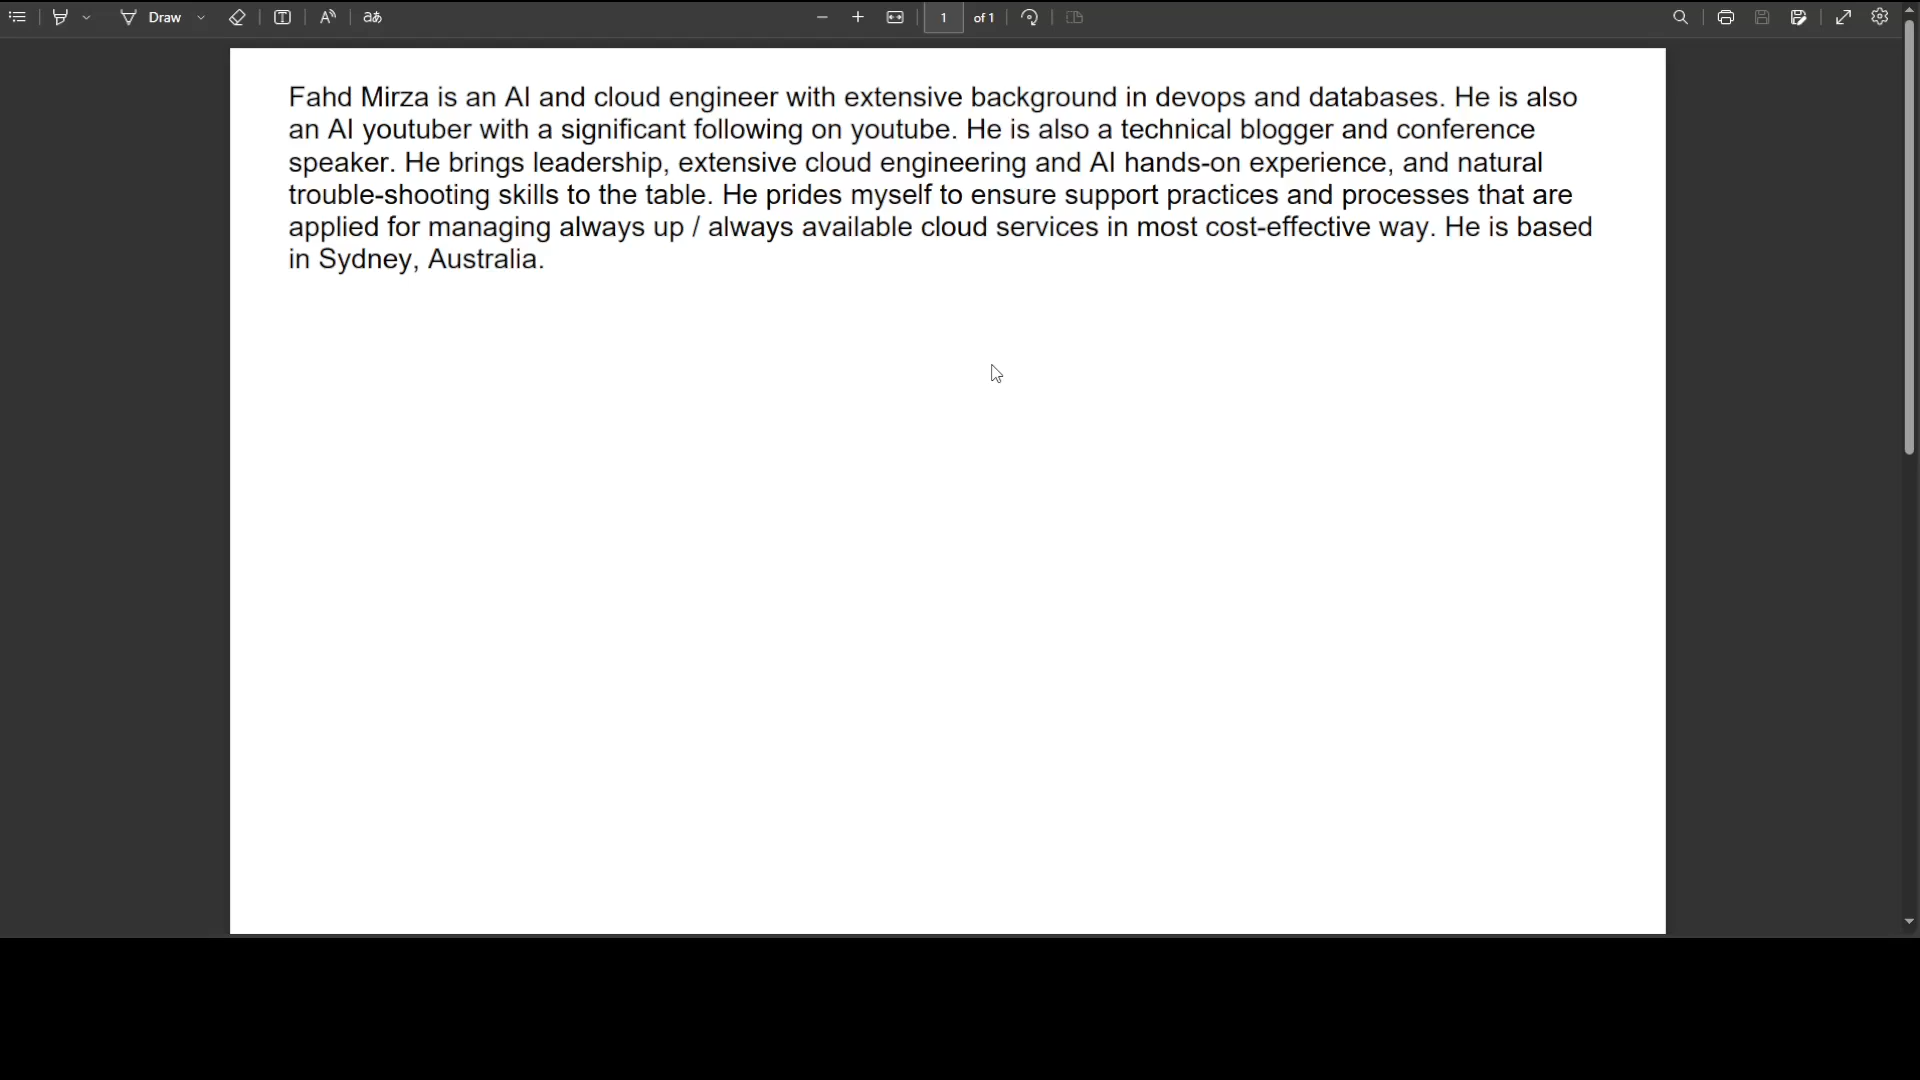 Draw
1 of 1
Fahd Mirza is an AI and cloud engineer with extensive background in devops and databases. He is also
an AI youtuber with a significant following on youtube. He is also a technical blogger and conference
speaker. He brings leadership, extensive cloud engineering and AI hands-on experience, and natural
trouble-shooting skills to the table. He prides myself to ensure support practices and processes that are
applied for managing always up / always available cloud services in most cost-effective way. He is based
in Sydney, Australia.